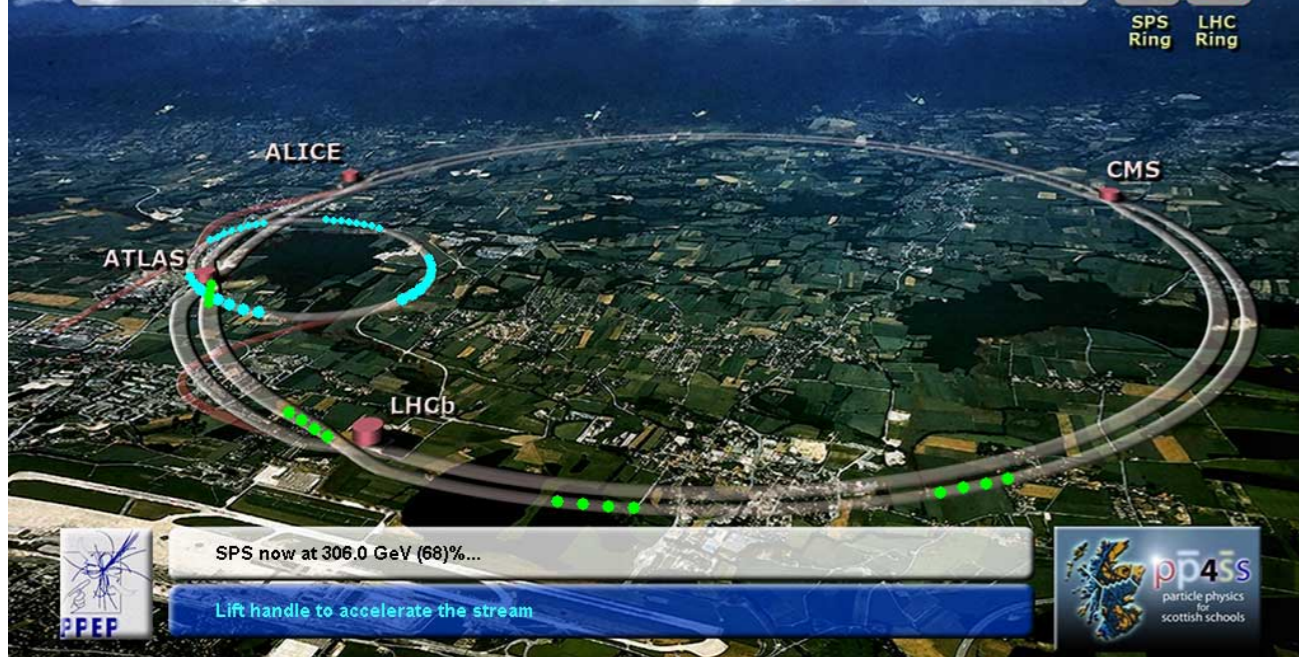 SPS LHC
Ring Ring
ALICE
CMS
ATLAS
LHCb
SPS now at 306.0 GeV (68)%...
Lift handle to accelerate the stream
PPEP
pp4ss
particle physics
for
scottish schools